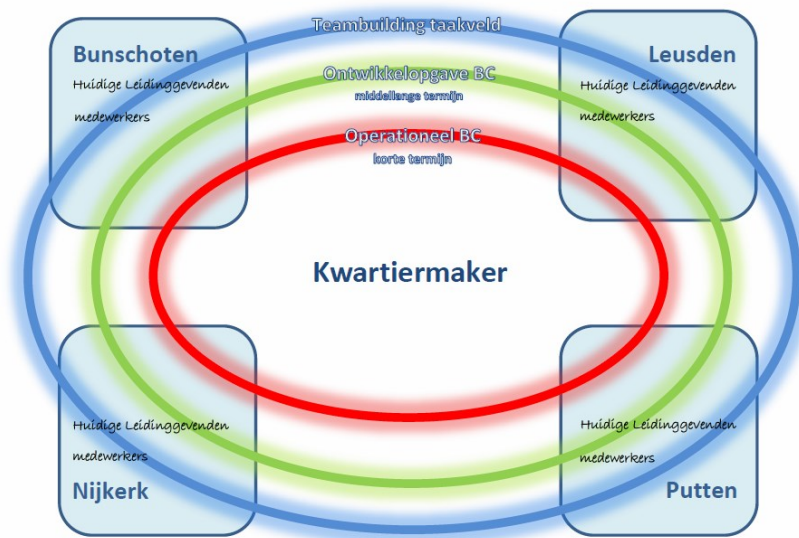 Teambuilding taakveld
Ontwikkelopgave BC
middellange termijn
Operationeel BC
korte termijn
Bunschoten
Huidige Leidinggevenden
medewerkers
Leusden
Huidige Leidinggevenden
medewerkers
Kwartiermaker
Huidige Leidinggevenden
medewerkers
Nijkerk
Huidige Leidinggevenden
medewerkers
Putten